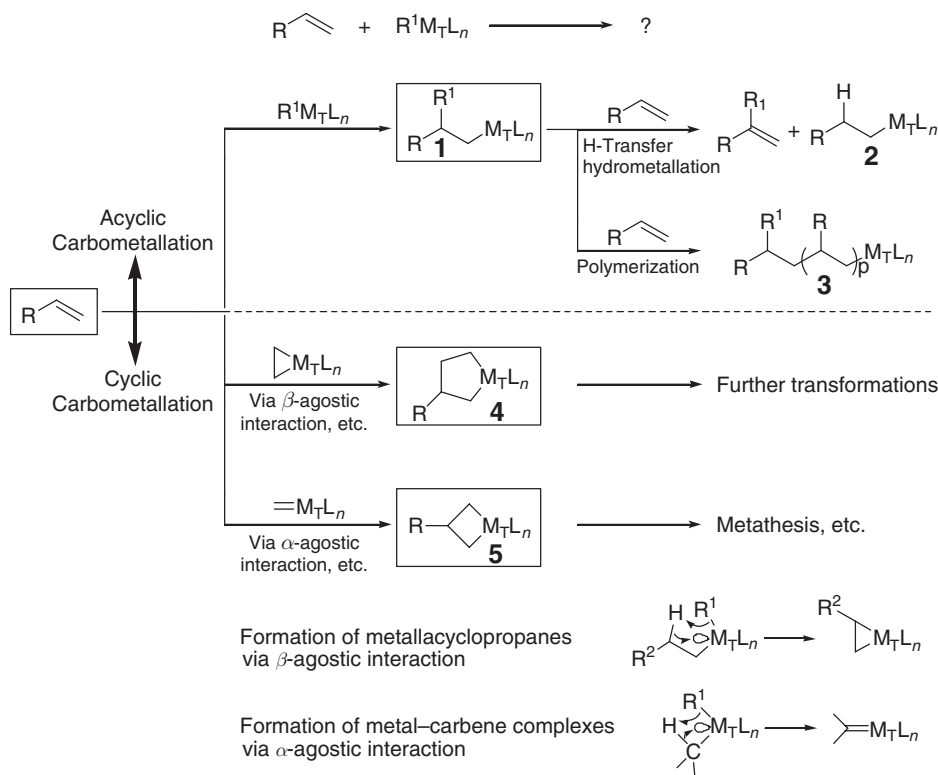 R + R¹MTLn ?
R¹MTLn
R¹
R MTLn
1
R
H-Transfer
hydrometallation
R1
R
+
H
R MTLn
2
R
Polymerization
R¹ R
R ( )p MTLn
3
Acyclic
Carbometallation
R
Cyclic
Carbometallation
MTLn
Via β-agostic
interaction, etc.
MTLn
R
4
Further transformations
=MTLn
Via α-agostic
interaction, etc.
R MTLn
5
Metathesis, etc.
Formation of metallacyclopropanes
via β-agostic interaction
H R¹
MTLn
R²
R²
MTLn
Formation of metal–carbene complexes
via α-agostic interaction
R¹
H MTLn
C
=MTLn